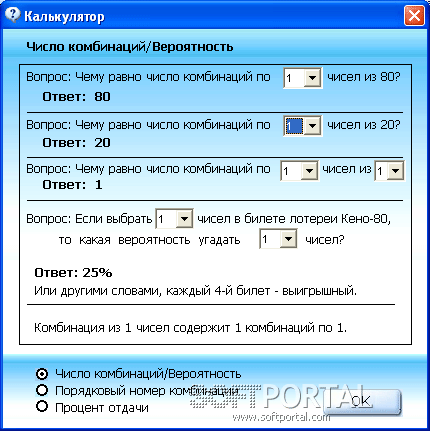 Калькулятор
Число комбинаций/Вероятность
Вопрос: Чему равно число комбинаций по 1 чисел из 80?
Ответ: 80
Вопрос: Чему равно число комбинаций по 1 чисел из 20?
Ответ: 20
Вопрос: Чему равно число комбинаций по 1 чисел из 1
Ответ: 1
Вопрос: Если выбрать 1 чисел в билете лотереи Кено-80,
то какая вероятность угадать 1 чисел?
Ответ: 25%
Или другими словами, каждый 4-й билет - выигрышный.
Комбинация из 1 чисел содержит 1 комбинаций по 1.
Число комбинаций/Вероятность
Порядковый номер комбинации
Процент отдачи
OK
SOFTPORTAL
www.softportal.com